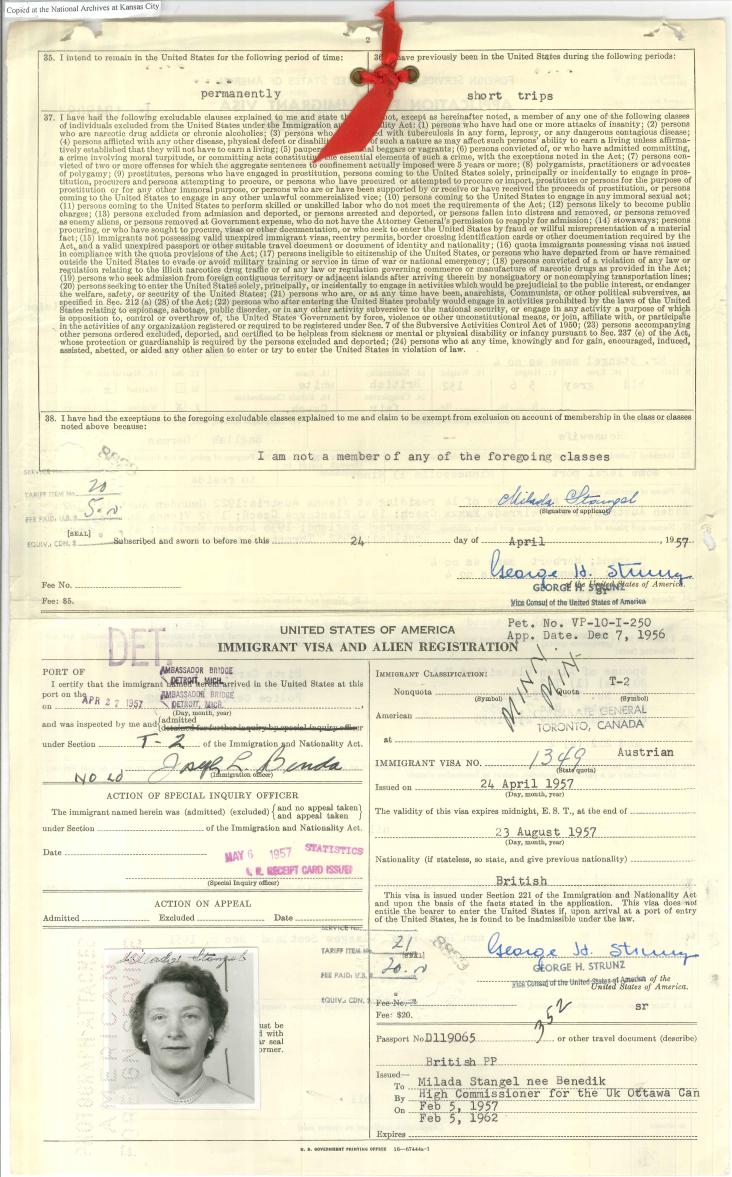 Copied at the National Archives at Kansas City
2
35. I intend to remain in the United States for the following period of time:
permanently
have previously been in the United States during the following periods:
short trips
37. I have had the following excludable clauses explained to me and state not, except as hereinafter noted, a member of any one of the following classes
of individuals excluded from the United States under the Immigration Act: (1) persons who have had one or more attacks of insanity; (2) persons
who are narcotic drug addicts or chronic alcoholics; (3) persons with tuberculosis in any form, leprosy, or any dangerous contagious disease;
(4) persons afflicted with any other disease, physical defect or of such a nature as may affect such persons' ability to earn a living unless affirma-
tively established that they will not have to earn a living; (5) beggars or vagrants; (6) persons convicted of, or who have admitted committing,
a crime involving moral turpitude, or committing acts the essential elements of such a crime, with the exceptions noted in the Act; (7) persons con-
victed of two or more offenses for which the aggregate sentences to confinement actually imposed were 5 years or more; (8) polygamists, practitioners or advocates
of polygamy; (9) prostitutes, persons who have engaged in prostitution, persons coming to the United States solely, principally or incidentally to engage in pros-
titution, procurers and persons attempting to procure, or persons who have procured or attempted to procure or import, prostitutes or persons for the purpose of
prostitution or for any other immoral purpose, or persons who are or have been supported by or receive or have received the proceeds of prostitution, or persons
coming to the United States to engage in any other unlawful commercialized vice; (10) persons coming to the United States to engage in any immoral sexual act;
(11) persons coming to the United States to perform skilled or unskilled labor who do not meet the requirements of the Act; (12) persons likely to become public
charges; (13) persons excluded from admission and deported, or persons arrested and deported, or persons fallen into distress and removed, or persons removed
as enemy aliens, or persons removed at Government expense, who do not have the Attorney General's permission to reapply for admission; (14) stowaways; persons
procuring, or who have sought to procure, visas or other documentation, or who seek to enter the United States by fraud or willful misrepresentation of a material
fact; (15) immigrants not possessing valid unexpired immigrant visas, reentry permits, border crossing identification cards or other documentation required by the
Act, and a valid unexpired passport or other suitable travel document or document of identity and nationality; (16) quota immigrants possessing visas not issued
in compliance with the quota provisions of the Act; (17) persons ineligible to citizenship of the United States, or persons who have departed from or have remained
outside the United States to evade or avoid military training or service in time of war or national emergency; (18) persons convicted of a violation of any law or
regulation relating to the illicit narcotics drug traffic or of any law or regulation governing commerce or manufacture of narcotic drugs as provided in the Act;
(19) persons who seek admission from foreign contiguous territory or adjacent islands after arriving therein on nonsignatory or noncomplying transportation lines;
(20) persons seeking to enter the United States solely, principally, or incidentally to engage in activities which would be prejudicial to the public interest, or endanger
the welfare, safety, or security of the United States; (21) persons who are, or at any time have been, anarchists, Communists, or other political subversives, as
specified in Sec. 212 (a) (28) of the Act; (22) persons who after entering the United States probably would engage in activities prohibited by the laws of the United
States relating to espionage, sabotage, public disorder, or in any other activity subversive to the national security, or engage in any activity a purpose of which
is opposition to, control or overthrow of, the United States Government by force, violence or other unconstitutional means, or join, affiliate with, or participate
in the activities of any organization registered or required to be registered under Sec. 7 of the Subversive Activities Control Act of 1950; (23) persons accompanying
other persons ordered excluded, deported, and certified to be helpless from sickness or mental or physical disability or infancy pursuant to Sec. 237 (e) of the Act,
whose protection or guardianship is required by the persons excluded and deported; (24) persons who at any time, knowingly and for gain, encouraged, induced,
assisted, abetted, or aided any other alien to enter or try to enter the United States in violation of law.
38. I have had the exceptions to the foregoing excludable clauses explained to me and claim to be exempt from exclusion on account of membership in the class or classes
noted above because:
I am not a member of any of the foregoing classes
8853
SERVICE No.
TARIFF ITEM No. 20
FEE PAID: U.S. $ 5.00
EQUIV.: CDN. $
[SEAL]
Milada Stangel
(Signature of applicant)
Subscribed and sworn to before me this 24 day of April, 1957
George H. Strunz
GEORGE H. STRUNZ
of the United States of America.
Vice Consul of the United States of America
Fee No.
Fee: $5.
UNITED STATES OF AMERICA
IMMIGRANT VISA AND ALIEN REGISTRATION
Pet. No. VP-10-I-250
App. Date. Dec 7, 1956
DET.
PORT OF
AMBASSADOR BRIDGE
DETROIT, MICH.
I certify that the immigrant named herein arrived in the United States at this
port on the
AMBASSADOR BRIDGE
DETROIT, MICH.
on APR 27 1957
(Day, month, year)
and was inspected by me and {admitted
{detained for further inquiry by special inquiry officer
under Section T-2 of the Immigration and Nationality Act.
NO LD Joseph L. Benda
(Immigration officer)
ACTION OF SPECIAL INQUIRY OFFICER
The immigrant named herein was (admitted) (excluded) {and no appeal taken}
{and appeal taken}
under Section of the Immigration and Nationality Act.
Date
MAY 6 1957 STATISTICS
RECEIPT CARD ISSUED
(Special Inquiry officer)
ACTION ON APPEAL
Admitted Excluded Date
IMMIGRANT CLASSIFICATION:
MINN.
MIN
Nonquota Quota T-2
(Symbol) (Symbol)
American GENERAL
TORONTO, CANADA
at
IMMIGRANT VISA NO. 1349 Austrian
(State quota)
Issued on 24 April 1957
(Day, month, year)
The validity of this visa expires midnight, E. S. T., at the end of
23 August 1957
(Day, month, year)
Nationality (if stateless, so state, and give previous nationality)
British
This visa is issued under Section 221 of the Immigration and Nationality Act
and upon the basis of the facts stated in the application. This visa does not
entitle the bearer to enter the United States if, upon arrival at a port of entry
of the United States, he is found to be inadmissible under the law.
SERVICE No.
TARIFF ITEM 21
[SEAL]
FEE PAID: U.S. 20.00
EQUIV.: CDN. $
8853
George H. Strunz
GEORGE H. STRUNZ
Vice Consul of the United States of America of the
United States of America.
Fee No.
Fee: $20.
352
sr
Milada Stangel
must be
d with
ar seal
ormer.
Passport No. D119065 or other travel document (describe)
British PP
Issued—
To Milada Stangel nee Benedik
By High Commissioner for the Uk Ottawa Can
On Feb 5, 1957
Feb 5, 1962
Expires
U. S. GOVERNMENT PRINTING OFFICE 16—67444a-1